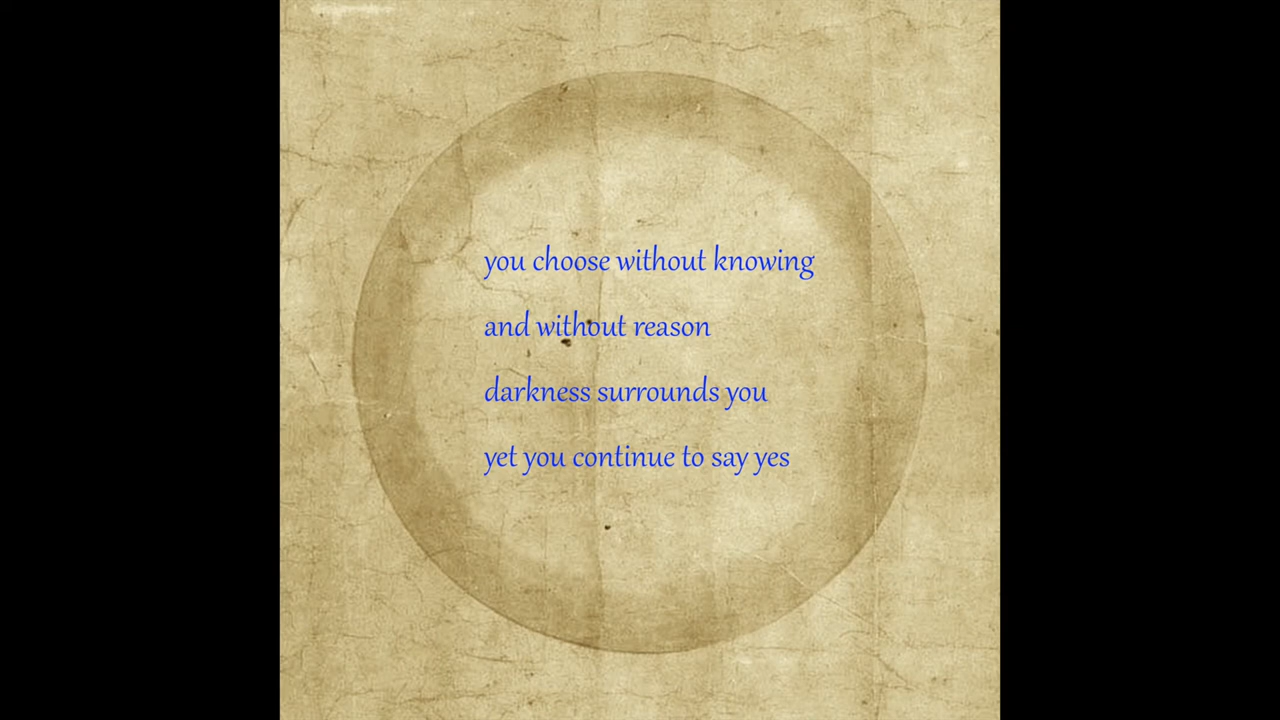 you choose without knowing
and without reason
darkness surrounds you
yet you continue to say yes